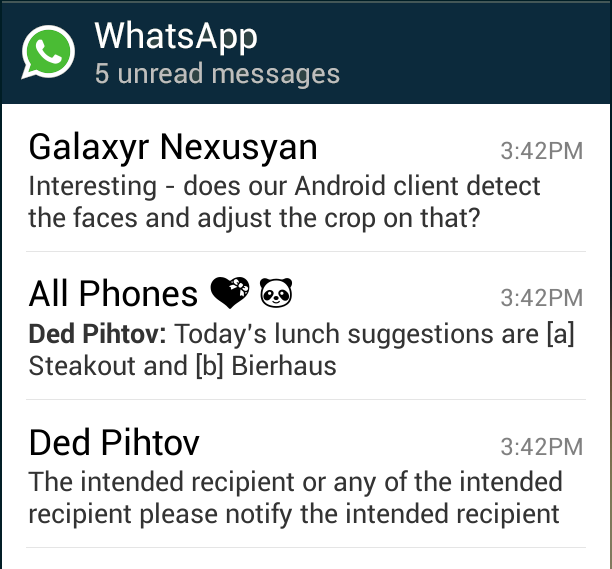 WhatsApp
5 unread messages
Galaxyr Nexusyan 3:42PM
Interesting - does our Android client detect
the faces and adjust the crop on that?
All Phones 💝🐼 3:42PM
Ded Pihtov: Today's lunch suggestions are [a]
Steakout and [b] Bierhaus
Ded Pihtov 3:42PM
The intended recipient or any of the intended
recipient please notify the intended recipient